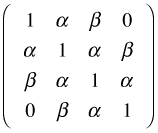 1 α β 0
α 1 α β
β α 1 α
0 β α 1